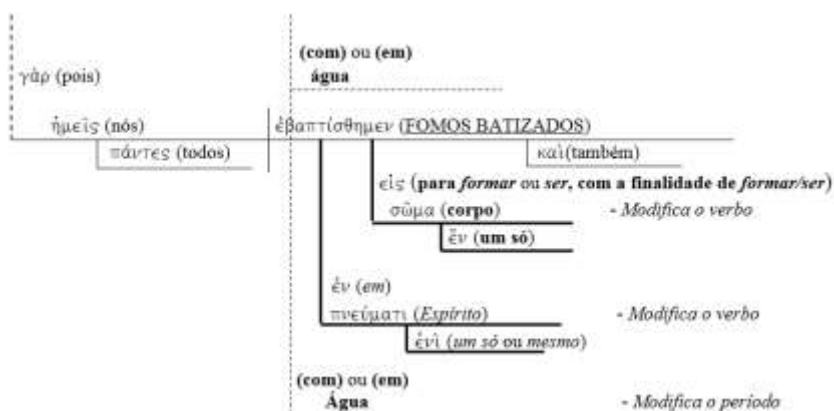 (com) ou (em)
água
γὰρ (pois)
ἡμεῖς (nós)
ἐβαπτίσθημεν (FOMOS BATIZADOS)
πάντες (todos)
καὶ(também)
εἰς (para formar ou ser, com a finalidade de formar/ser)
σῶμα (corpo)
- Modifica o verbo
ἓν (um só)
ἐν (em)
πνεύματι (Espírito)
- Modifica o verbo
ἑνὶ (um só ou mesmo)
(com) ou (em)
Água
- Modifica o período